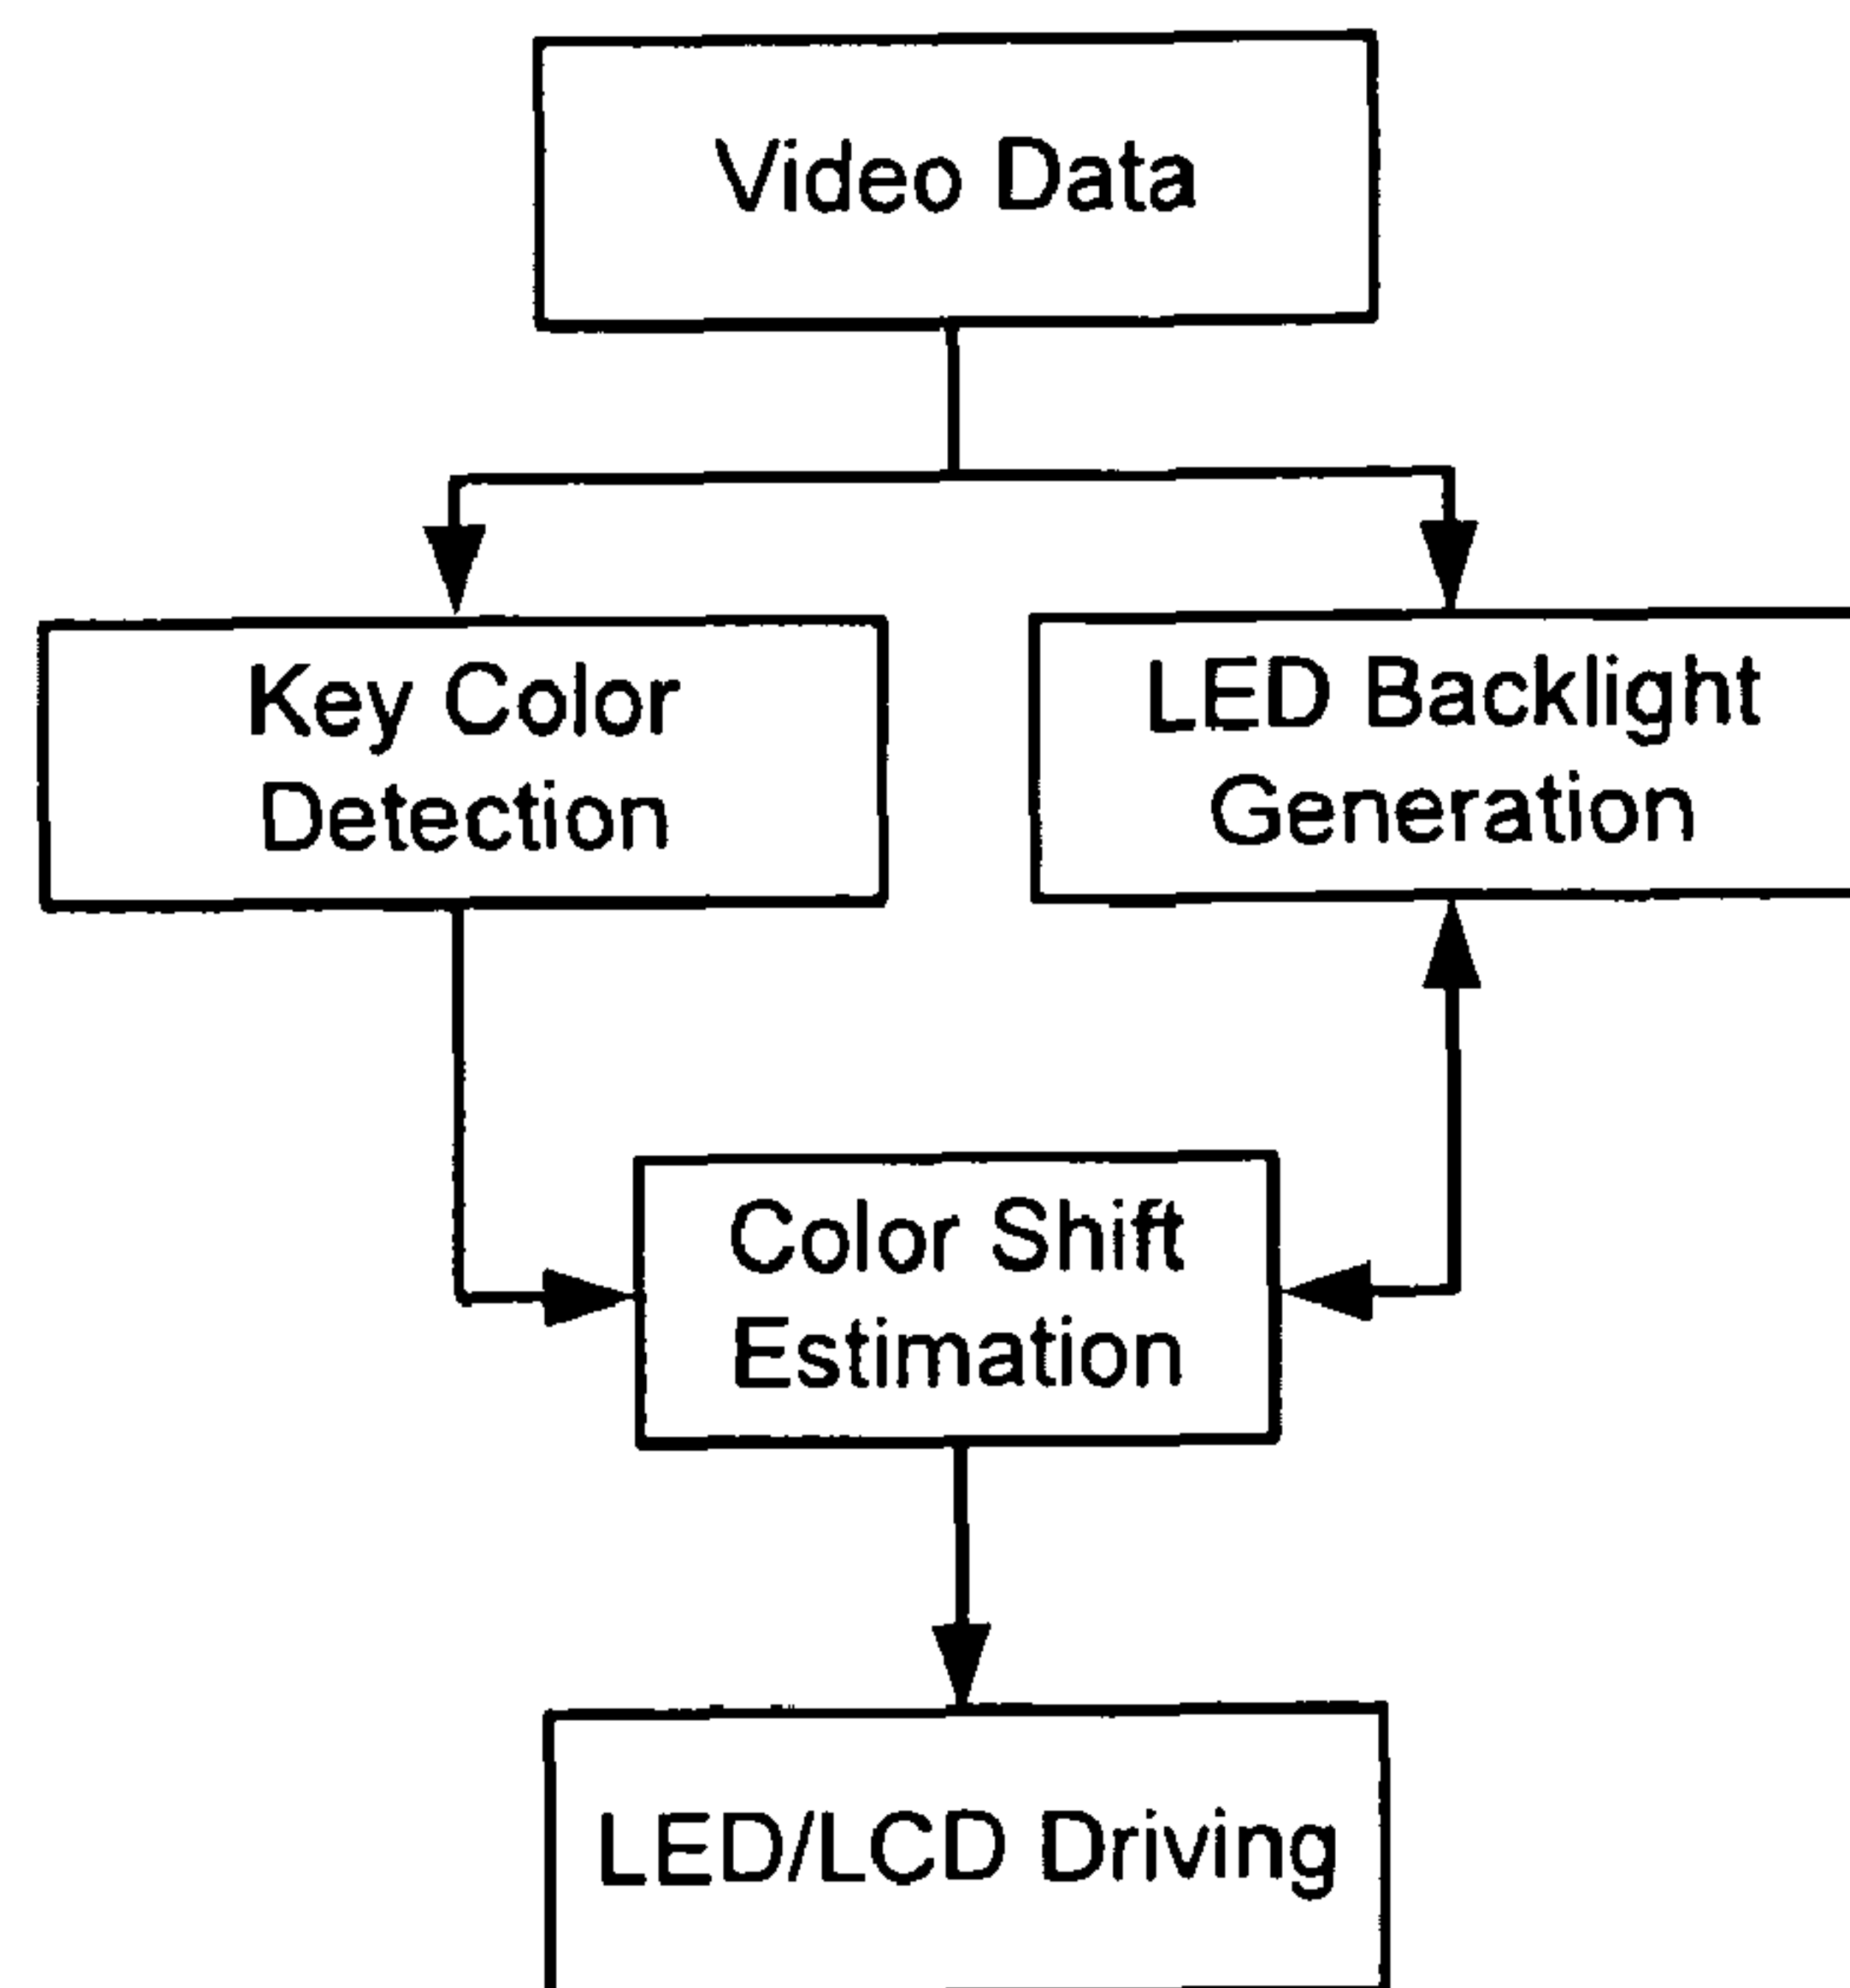 Video Data
Key Color
Detection
LED Backlight
Generation
Color Shift
Estimation
LED/LCD Driving